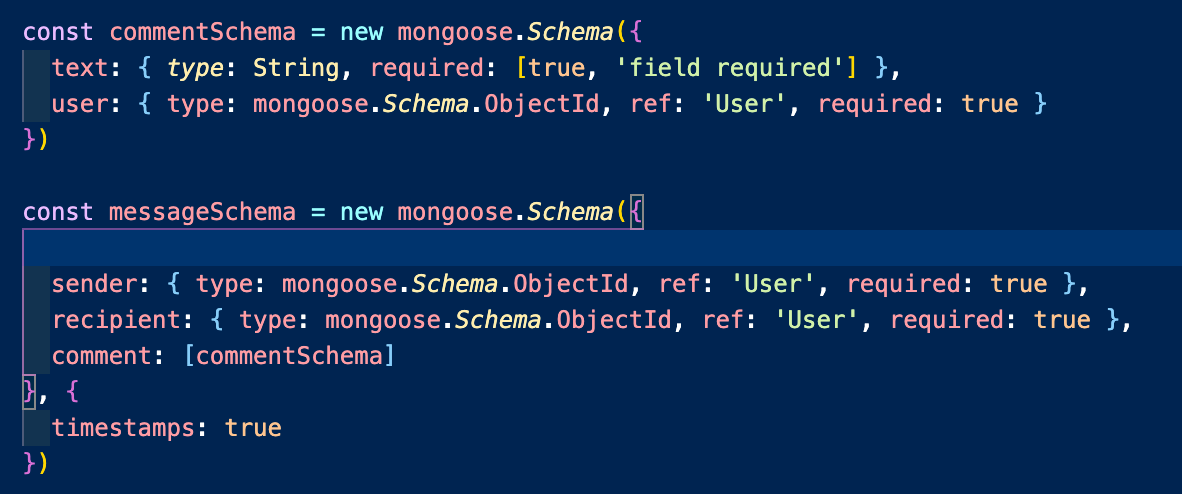 const commentSchema = new mongoose.Schema({
  text: { type: String, required: [true, 'field required'] },
  user: { type: mongoose.Schema.ObjectId, ref: 'User', required: true }
})

const messageSchema = new mongoose.Schema({

  sender: { type: mongoose.Schema.ObjectId, ref: 'User', required: true },
  recipient: { type: mongoose.Schema.ObjectId, ref: 'User', required: true },
  comment: [commentSchema]
}, {
  timestamps: true
})